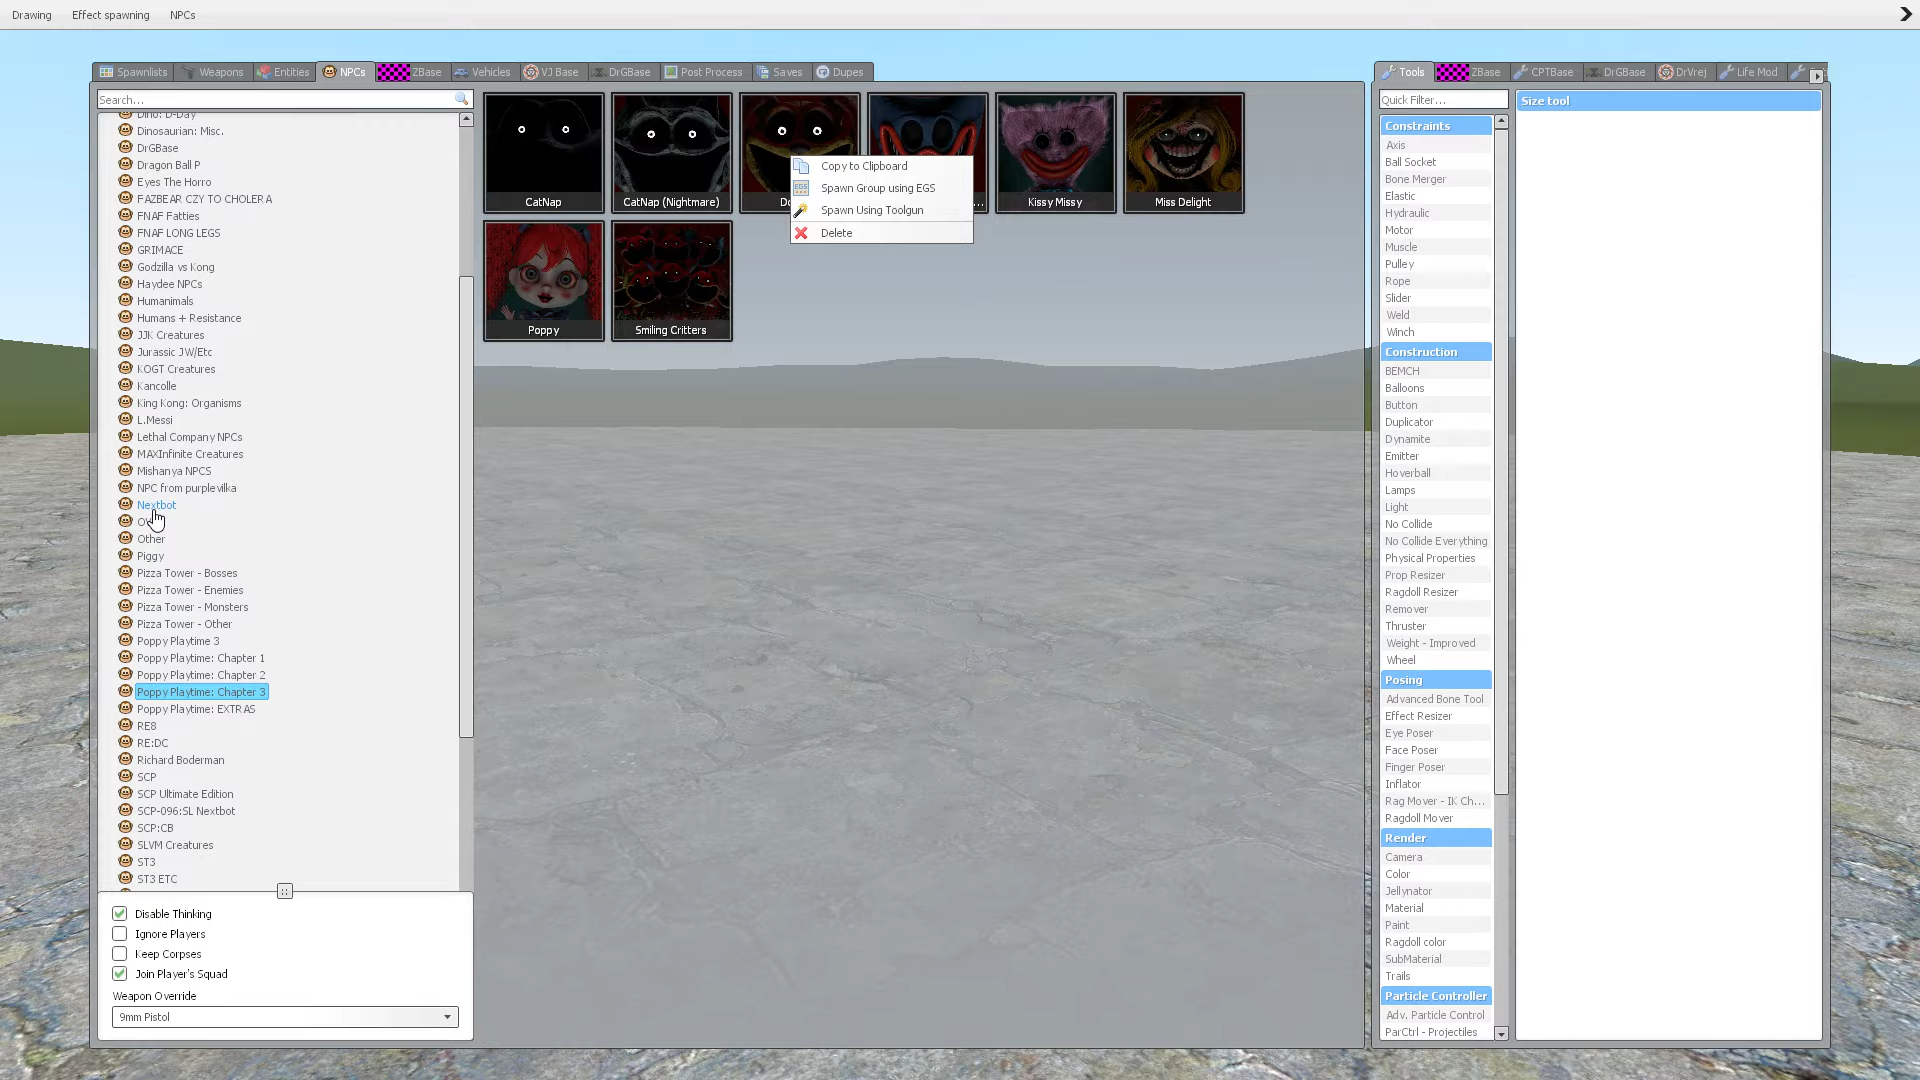 Drawing Effect spawning NPCs
Spawnlists Weapons Entities NPCs ZBase Vehicles VJ Base DrGBase Post Process Saves Dupes
Search...
Dino: D-Day
Dinosaurian: Misc.
DrGBase
Dragon Ball P
Eyes The Horro
FAZBEAR CZY TO CHOLERA
FNAF Fatties
FNAF LONG LEGS
GRIMACE
Godzilla vs Kong
Haydee NPCs
Humanimals
Humans + Resistance
JJK Creatures
Jurassic JW/Etc
KOGT Creatures
Kancolle
King Kong: Organisms
L.Messi
Lethal Company NPCs
MAXInfinite Creatures
Mishanya NPCS
NPC from purplevilka
Nextbot
Other
Piggy
Pizza Tower - Bosses
Pizza Tower - Enemies
Pizza Tower - Monsters
Pizza Tower - Other
Poppy Playtime 3
Poppy Playtime: Chapter 1
Poppy Playtime: Chapter 2
Poppy Playtime: Chapter 3
Poppy Playtime: EXTRAS
RE8
RE:DC
Richard Boderman
SCP
SCP Ultimate Edition
SCP-096:SL Nextbot
SCP:CB
SLVM Creatures
ST3
ST3 ETC
Disable Thinking
Ignore Players
Keep Corpses
Join Player's Squad
Weapon Override
9mm Pistol
CatNap
CatNap (Nightmare)
Kissy Missy
Miss Delight
Poppy
Smiling Critters
Copy to Clipboard
Spawn Group using EGS
Spawn Using Toolgun
Delete
Tools ZBase CPTBase DrGBase DrVrej Life Mod
Quick Filter...
Constraints
Axis
Ball Socket
Bone Merger
Elastic
Hydraulic
Motor
Muscle
Pulley
Rope
Slider
Weld
Winch
Construction
BEMCH
Balloons
Button
Duplicator
Dynamite
Emitter
Hoverball
Lamps
Light
No Collide
No Collide Everything
Physical Properties
Prop Resizer
Ragdoll Resizer
Remover
Thruster
Weight - Improved
Wheel
Posing
Advanced Bone Tool
Effect Resizer
Eye Poser
Face Poser
Finger Poser
Inflator
Rag Mover - IK Ch...
Ragdoll Mover
Render
Camera
Color
Jellynator
Material
Paint
Ragdoll color
SubMaterial
Trails
Particle Controller
Adv. Particle Control
ParCtrl - Projectiles
Size tool